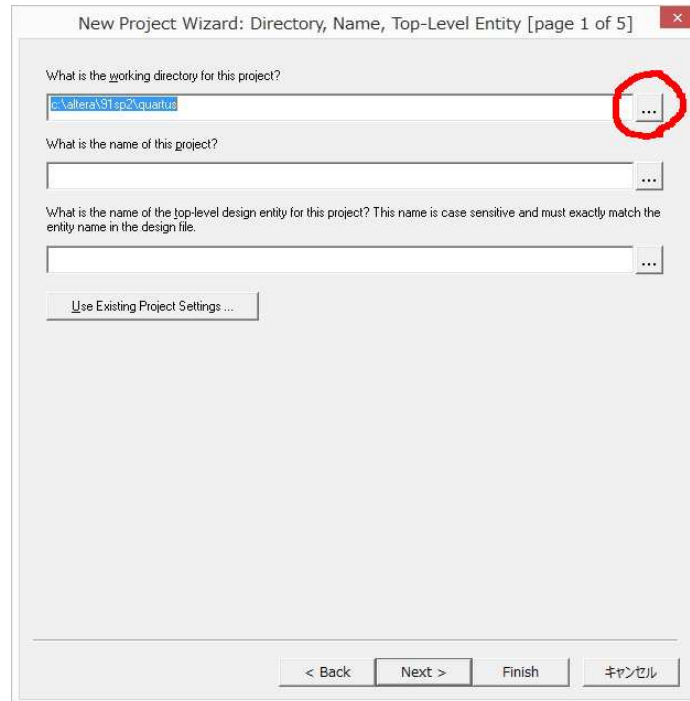 New Project Wizard: Directory, Name, Top-Level Entity [page 1 of 5]
What is the working directory for this project?
c:\altera\91sp2\quartus
...
What is the name of this project?
...
What is the name of the top-level design entity for this project? This name is case sensitive and must exactly match the
entity name in the design file.
...
Use Existing Project Settings ...
< Back Next > Finish キャンセル